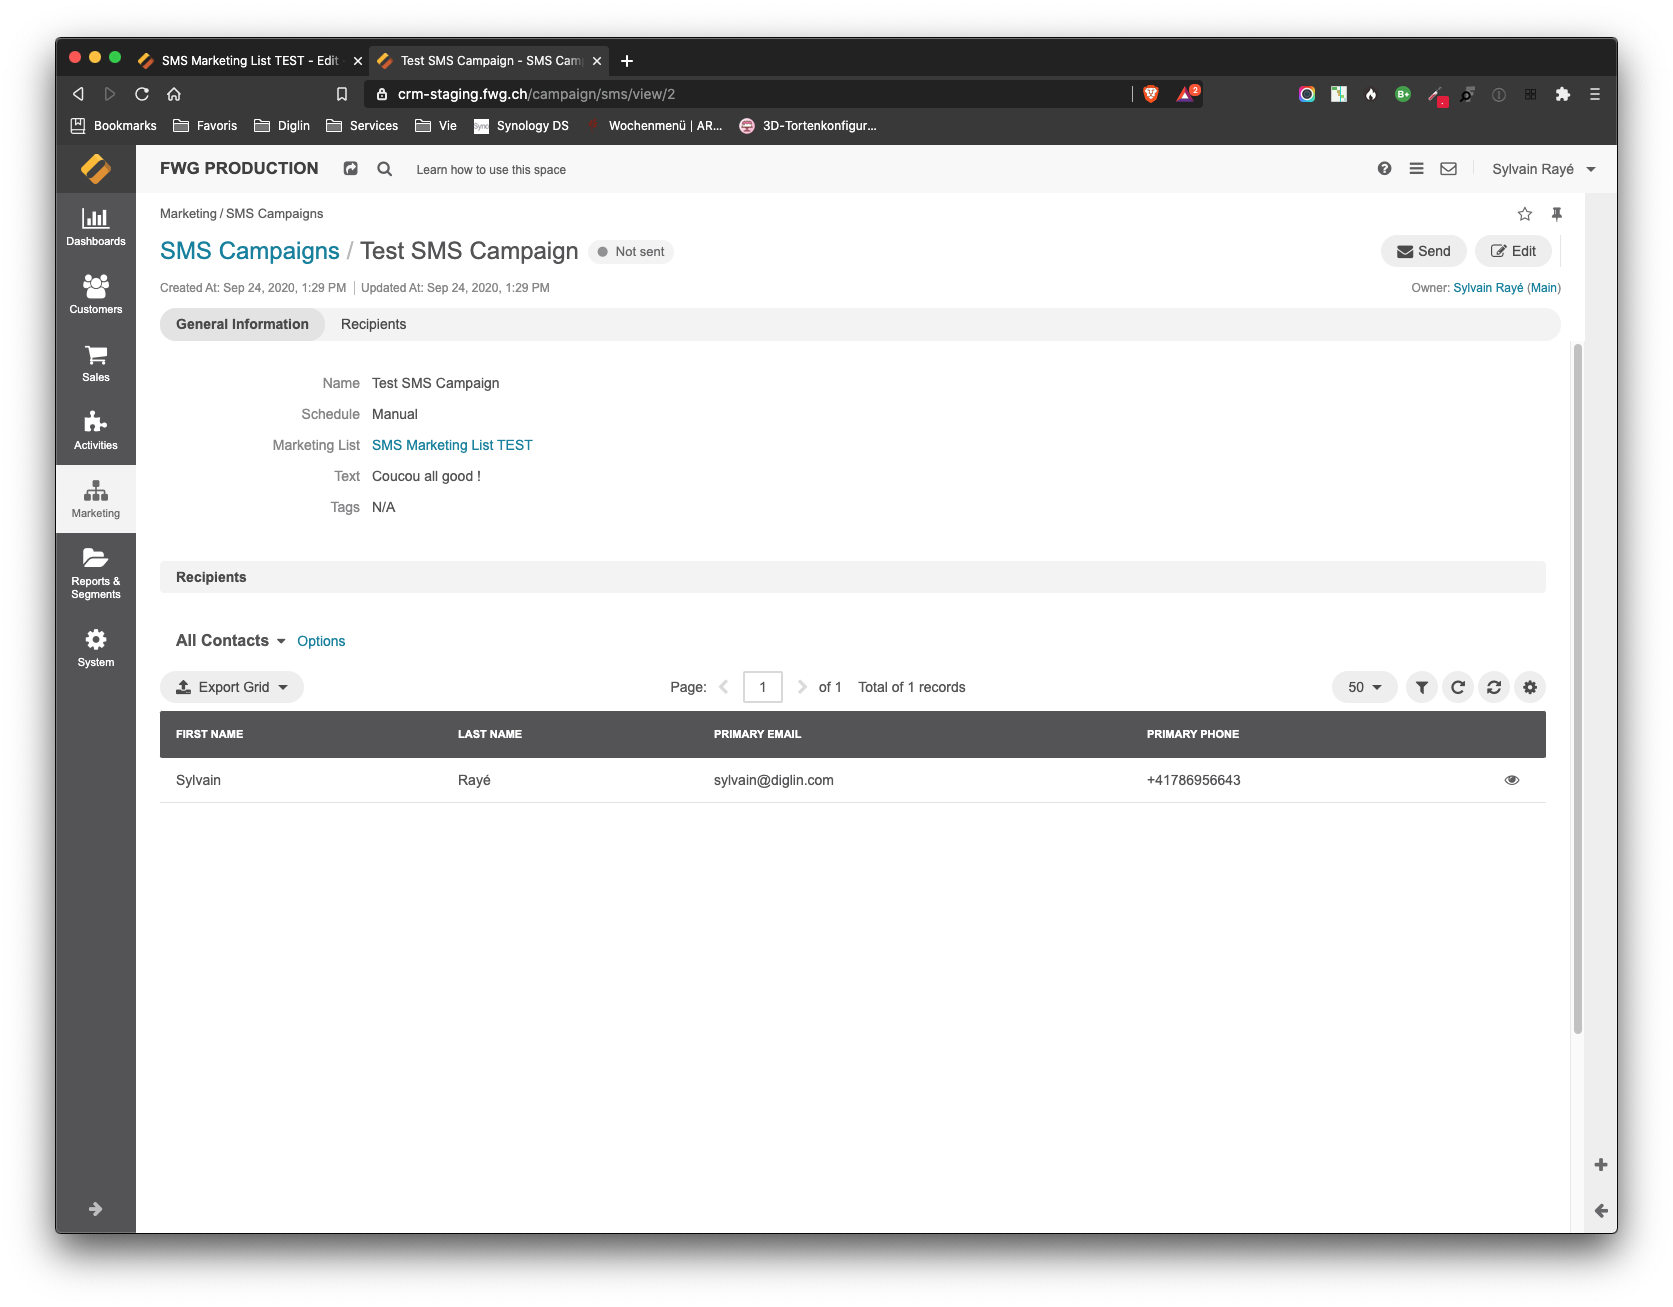 SMS Marketing List TEST - Edit
Test SMS Campaign - SMS Cam
crm-staging.fwg.ch/campaign/sms/view/2
2
B+
Bookmarks Favoris Diglin Services Vie Synology DS Wochenmenü | AR... 3D-Tortenkonfigur...
FWG PRODUCTION Learn how to use this space Sylvain Rayé
Marketing / SMS Campaigns
SMS Campaigns / Test SMS Campaign Not sent Send Edit
Created At: Sep 24, 2020, 1:29 PM Updated At: Sep 24, 2020, 1:29 PM Owner: Sylvain Rayé (Main)
General Information Recipients
Dashboards
Customers
Sales
Activities
Marketing
Reports &
Segments
System
Name Test SMS Campaign
Schedule Manual
Marketing List SMS Marketing List TEST
Text Coucou all good !
Tags N/A
Recipients
All Contacts Options
Export Grid Page: 1 of 1 Total of 1 records 50
FIRST NAME LAST NAME PRIMARY EMAIL PRIMARY PHONE
Sylvain Rayé sylvain@diglin.com +41786956643